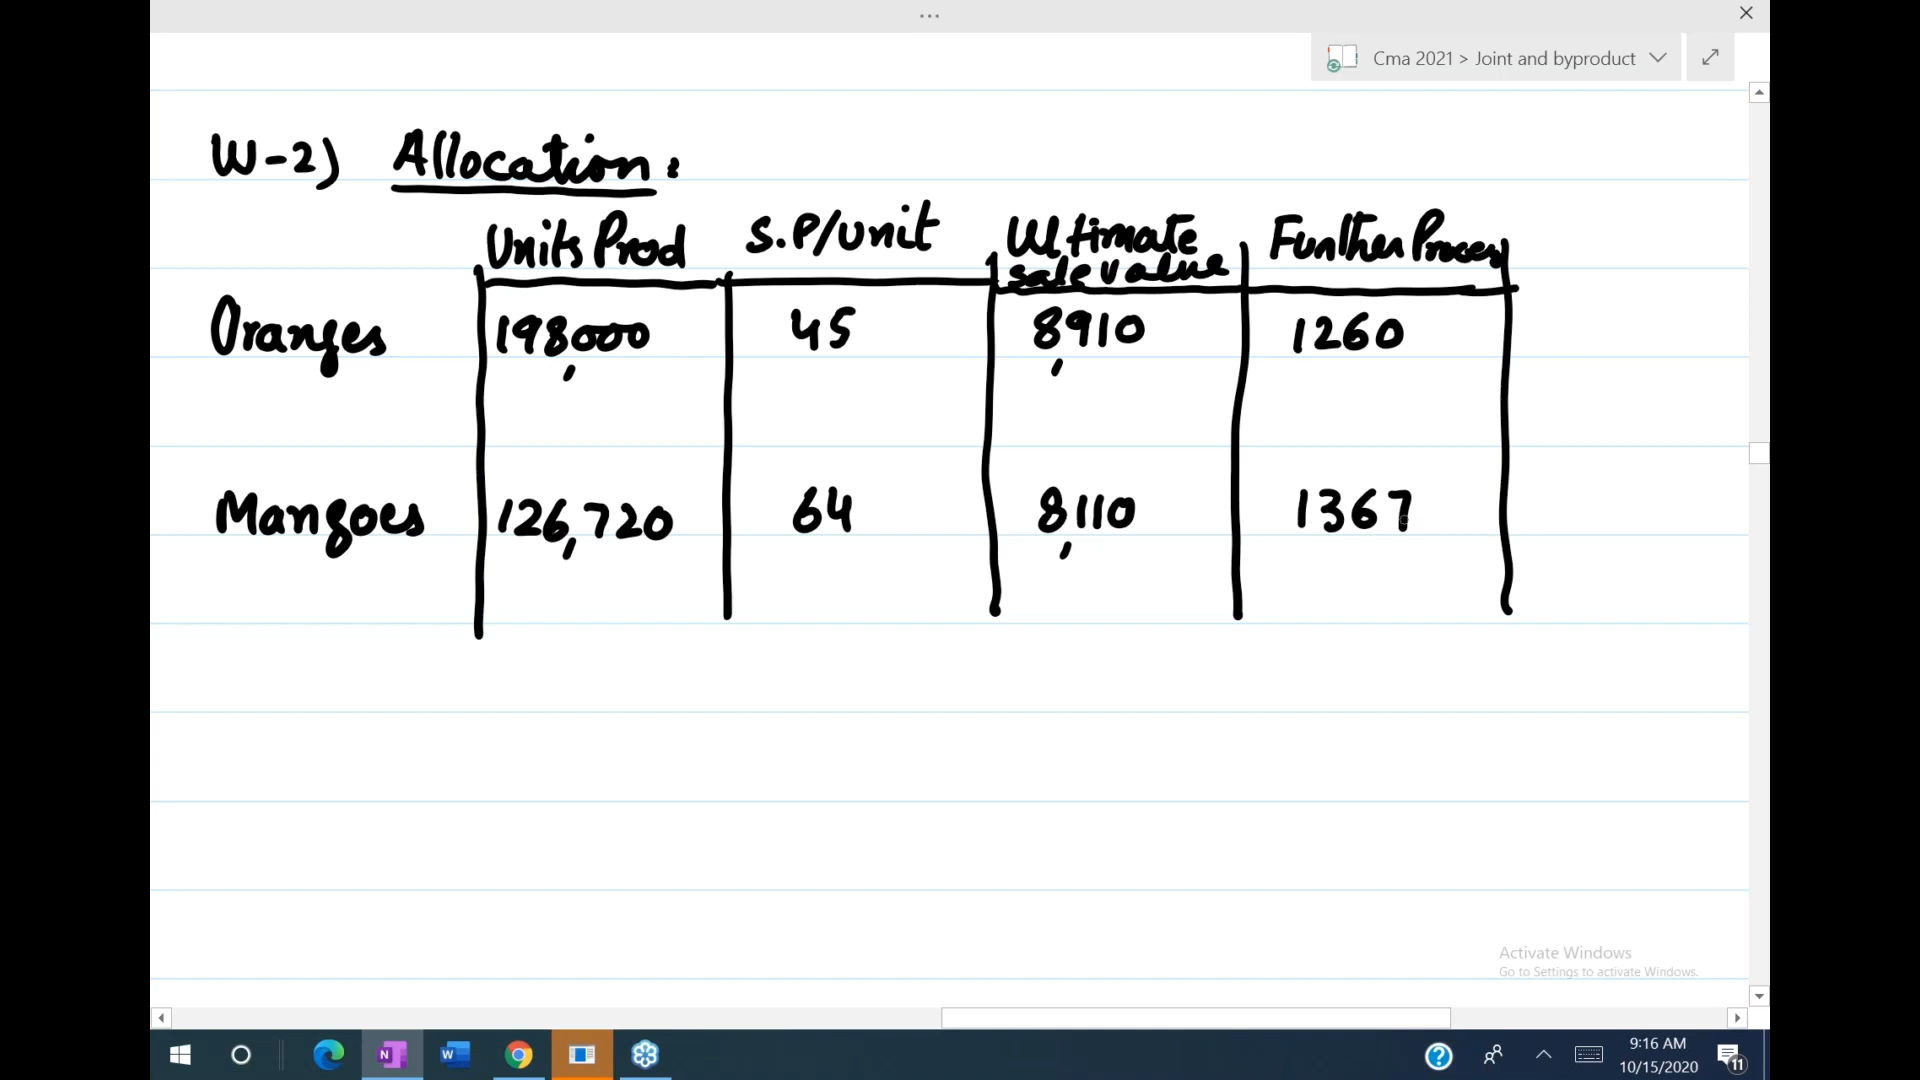 Cma 2021 > Joint and byproduct
W-2) Allocation:
Units Prod S.P/unit Ultimate sale value Further Process
Oranges 198,000 45 8,910 1260
Mangoes 126,720 64 8,110 1367
Activate Windows
Go to Settings to activate Windows.
9:16 AM
10/15/2020
11